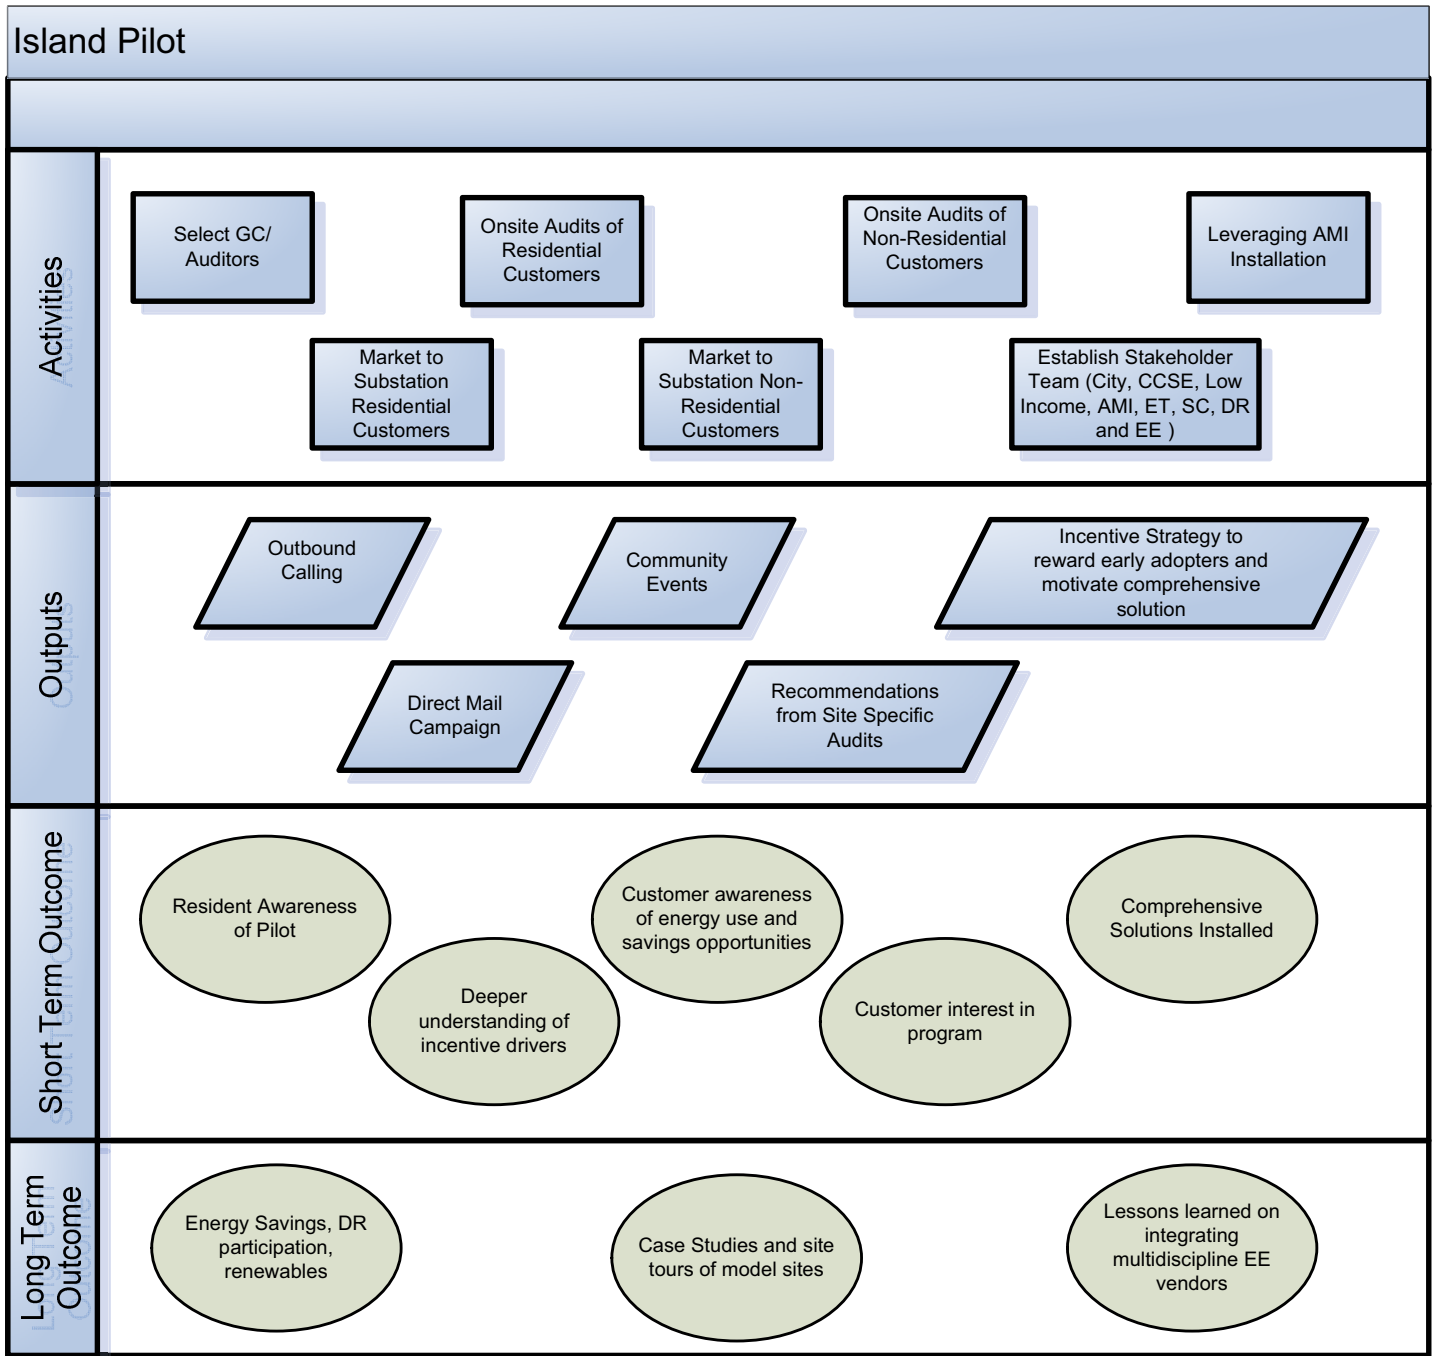 Island Pilot
Activities
Select GC/
Auditors
Onsite Audits of
Residential
Customers
Onsite Audits of
Non-Residential
Customers
Leveraging AMI
Installation
Market to
Substation
Residential
Customers
Market to
Substation Non-
Residential
Customers
Establish Stakeholder
Team (City, CCSE, Low
Income, AMI, ET, SC, DR
and EE )
Outputs
Outbound
Calling
Community
Events
Incentive Strategy to
reward early adopters and
motivate comprehensive
solution
Direct Mail
Campaign
Recommendations
from Site Specific
Audits
Short Term Outcome
Resident Awareness
of Pilot
Customer awareness
of energy use and
savings opportunities
Comprehensive
Solutions Installed
Deeper
understanding of
incentive drivers
Customer interest in
program
Long Term
Outcome
Energy Savings, DR
participation,
renewables
Case Studies and site
tours of model sites
Lessons learned on
integrating
multidiscipline EE
vendors